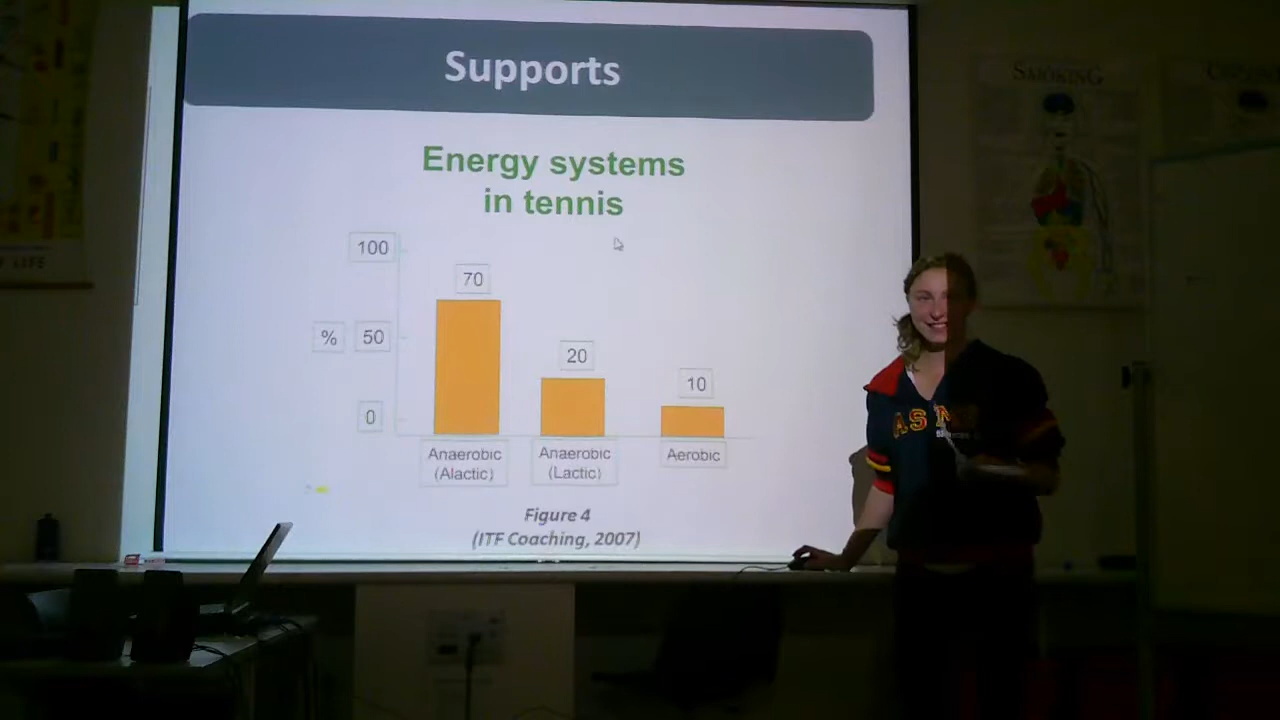 Supports
Energy systems
in tennis
100
70
% 50
20
10
0
Anaerobic
(Alactic)
Anaerobic
(Lactic)
Aerobic
Figure 4
(ITF Coaching, 2007)
SMOKING
LIFE